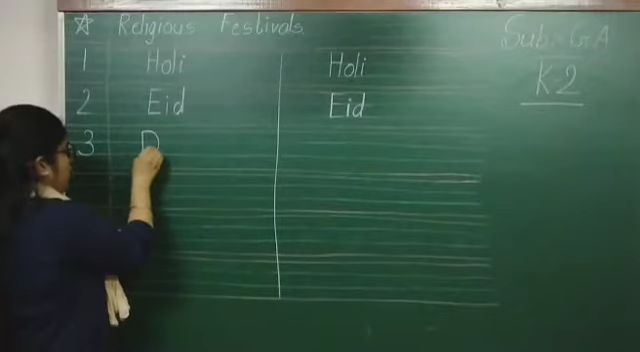 ☆ Religious Festivals
Sub:- G.A
K-2
1 Holi Holi
2 Eid Eid
3 D